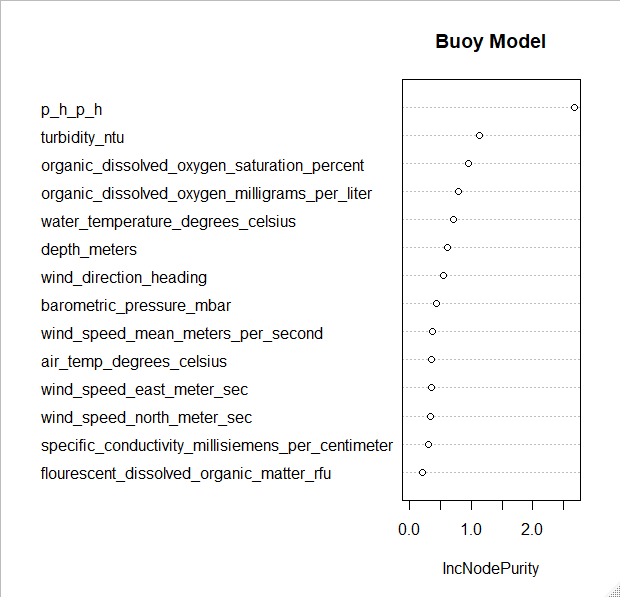 Buoy Model
p_h_p_h
turbidity_ntu
organic_dissolved_oxygen_saturation_percent
organic_dissolved_oxygen_milligrams_per_liter
water_temperature_degrees_celsius
depth_meters
wind_direction_heading
barometric_pressure_mbar
wind_speed_mean_meters_per_second
air_temp_degrees_celsius
wind_speed_east_meter_sec
wind_speed_north_meter_sec
specific_conductivity_millisiemens_per_centimeter
flourescent_dissolved_organic_matter_rfu
0.0 1.0 2.0
IncNodePurity